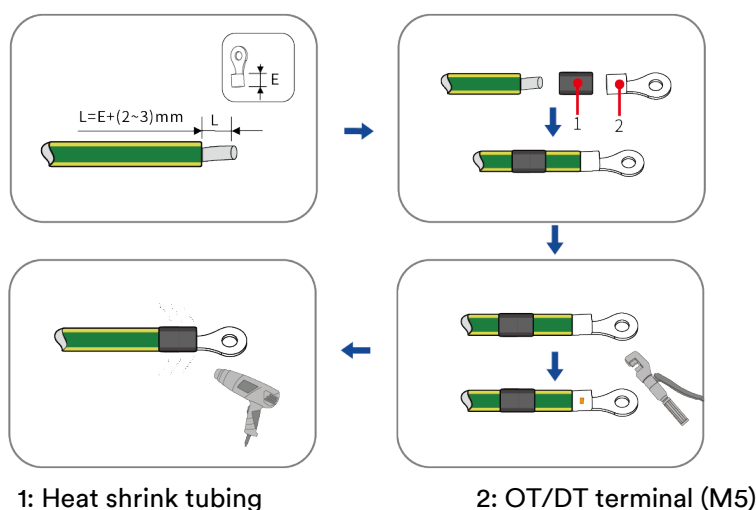 E
L=E+(2~3)mm
L
1
2
1: Heat shrink tubing
2: OT/DT terminal (M5)